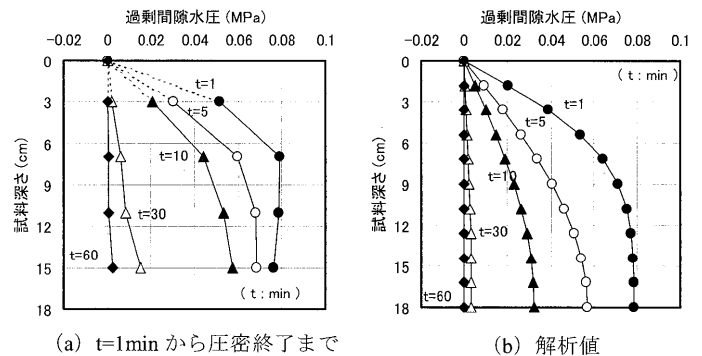 過剰間隙水圧 (MPa)
-0.02 0 0.02 0.04 0.06 0.08 0.1
試料深さ (cm)
0
3
6
9
12
15
18
t=1
t=5
t=10
t=30
t=60
( t : min )
(a) t=1min から圧密終了まで
過剰間隙水圧 (MPa)
-0.02 0 0.02 0.04 0.06 0.08 0.1
試料深さ (cm)
0
3
6
9
12
15
18
( t : min )
t=1
t=5
t=10
t=30
t=60
(b) 解析値